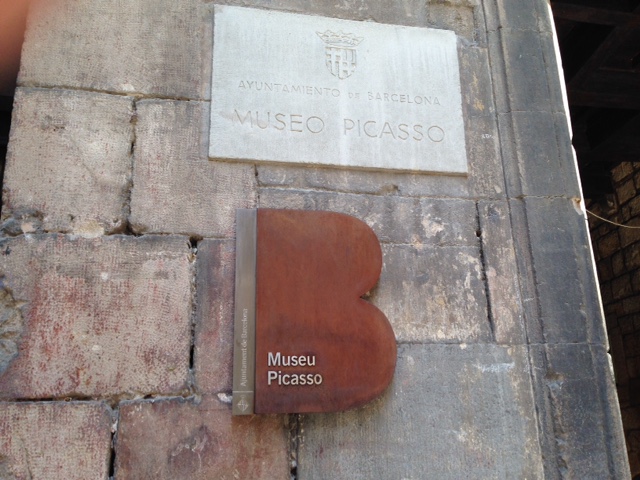 AYUNTAMIENTO DE BARCELONA
MUSEO PICASSO
Ajuntament de Barcelona
Museu
Picasso